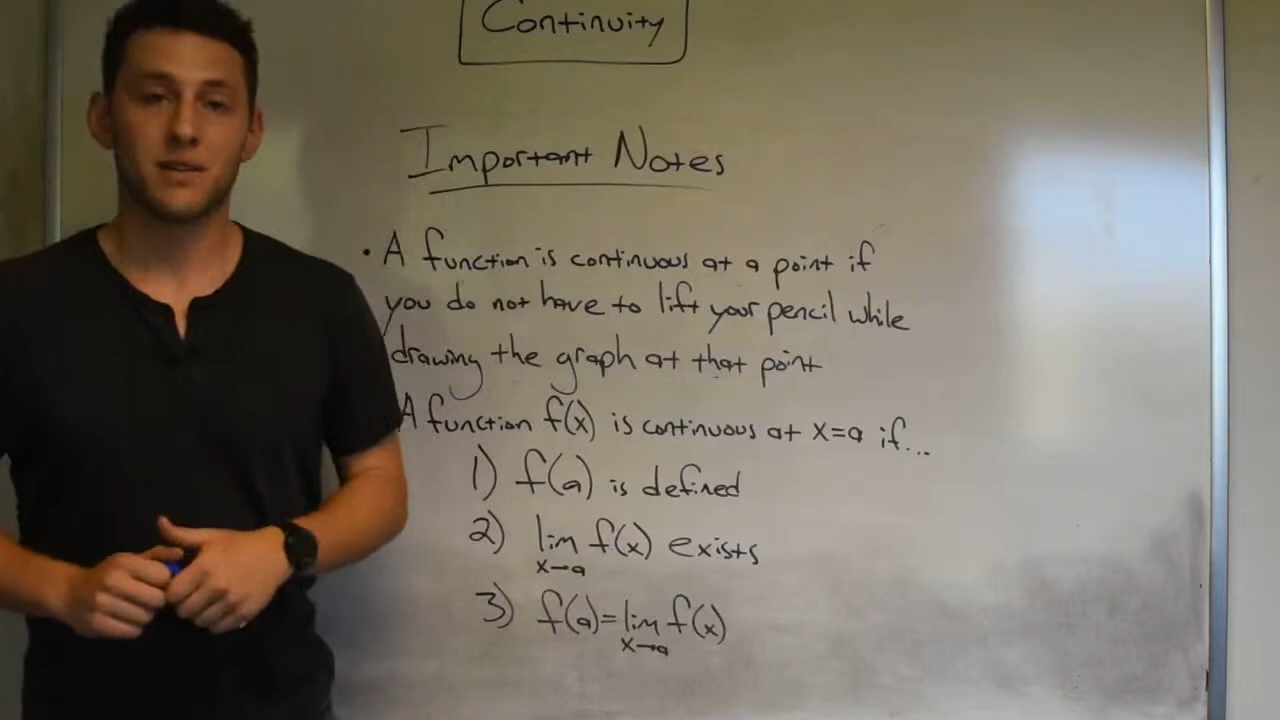 Continuity
Important Notes
• A function is continuous at a point if
you do not have to lift your pencil while
drawing the graph at that point
A function f(x) is continuous at x=a if...
1) f(a) is defined
2) lim f(x) exists
x→a
3) f(a)=lim f(x)
x→a